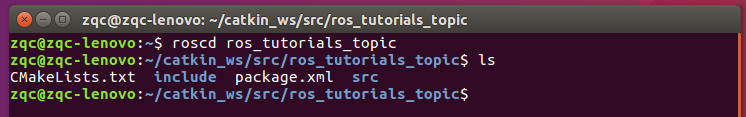 zqc@zqc-lenovo: ~/catkin_ws/src/ros_tutorials_topic
zqc@zqc-lenovo:~$ roscd ros_tutorials_topic
zqc@zqc-lenovo:~/catkin_ws/src/ros_tutorials_topic$ ls
CMakeLists.txt  include  package.xml  src
zqc@zqc-lenovo:~/catkin_ws/src/ros_tutorials_topic$